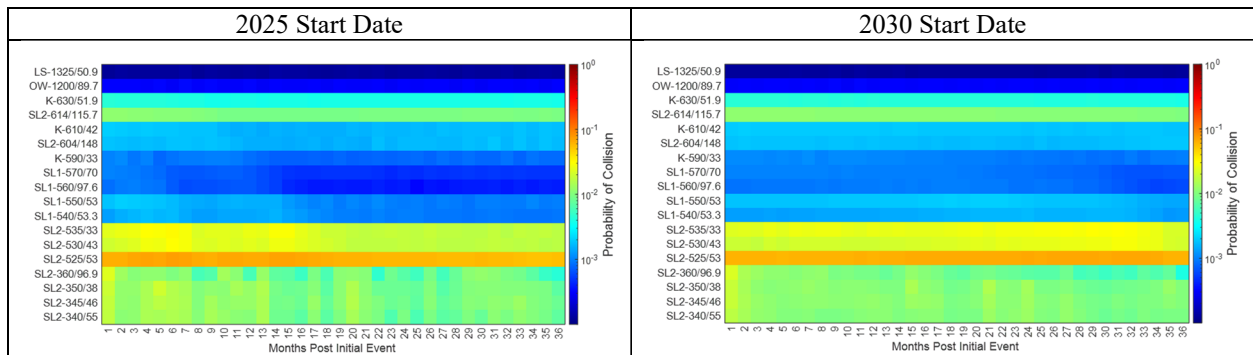 2025 Start Date
2030 Start Date
LS-1325/50.9
OW-1200/89.7
K-630/51.9
SL2-614/115.7
K-610/42
SL2-604/148
K-590/33
SL1-570/70
SL1-560/97.6
SL1-550/53
SL1-540/53.3
SL2-535/33
SL2-530/43
SL2-525/53
SL2-360/96.9
SL2-350/38
SL2-345/46
SL2-340/55
1 2 3 4 5 6 7 8 9 10 11 12 13 14 15 16 17 18 19 20 21 22 23 24 25 26 27 28 29 30 31 32 33 34 35 36
Months Post Initial Event
10^0
10^-1
10^-2
10^-3
Probability of Collision
LS-1325/50.9
OW-1200/89.7
K-630/51.9
SL2-614/115.7
K-610/42
SL2-604/148
K-590/33
SL1-570/70
SL1-560/97.6
SL1-550/53
SL1-540/53.3
SL2-535/33
SL2-530/43
SL2-525/53
SL2-360/96.9
SL2-350/38
SL2-345/46
SL2-340/55
1 2 3 4 5 6 7 8 9 10 11 12 13 14 15 16 17 18 19 20 21 22 23 24 25 26 27 28 29 30 31 32 33 34 35 36
Months Post Initial Event
10^0
10^-1
10^-2
10^-3
Probability of Collision